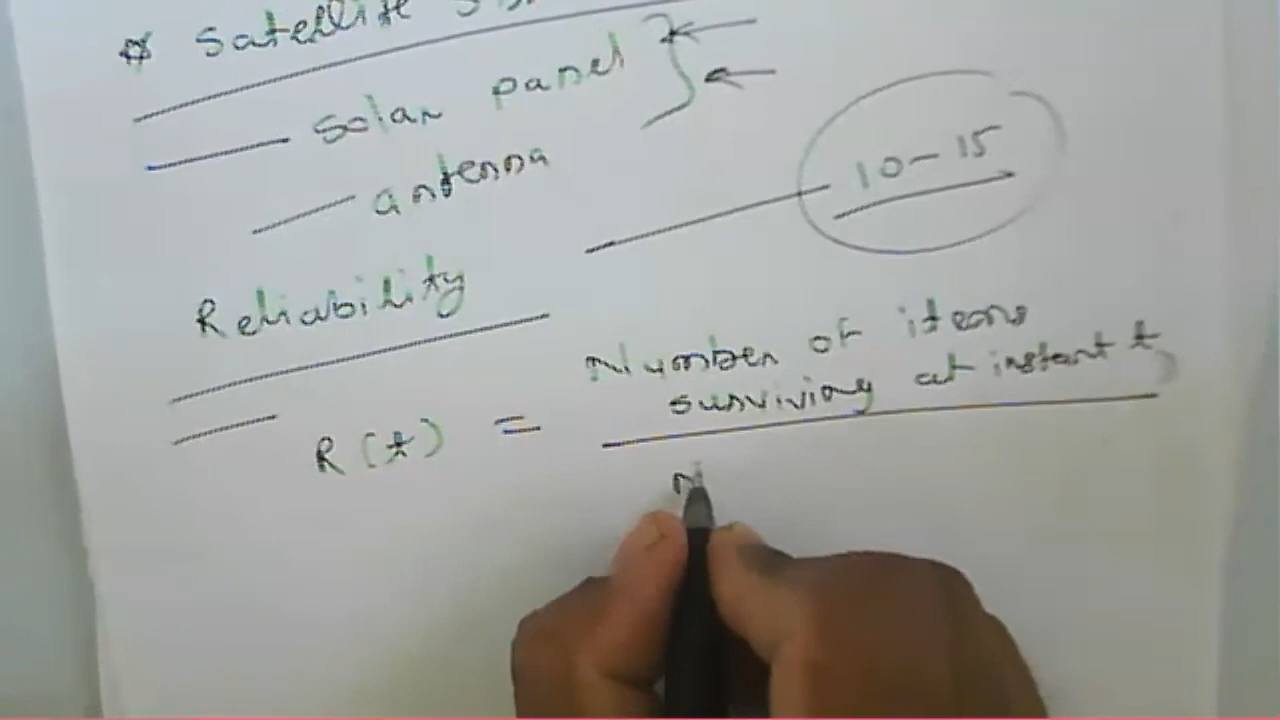 ☆ Satellite
solar panel
antenna
10-15
Reliability
R(t) = Number of items
surviving at instant t
N